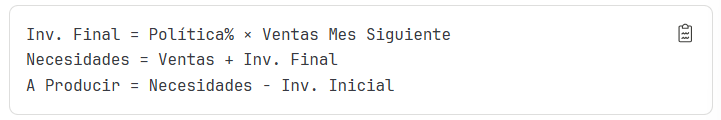 Inv. Final = Política% × Ventas Mes Siguiente
Necesidades = Ventas + Inv. Final
A Producir = Necesidades - Inv. Inicial